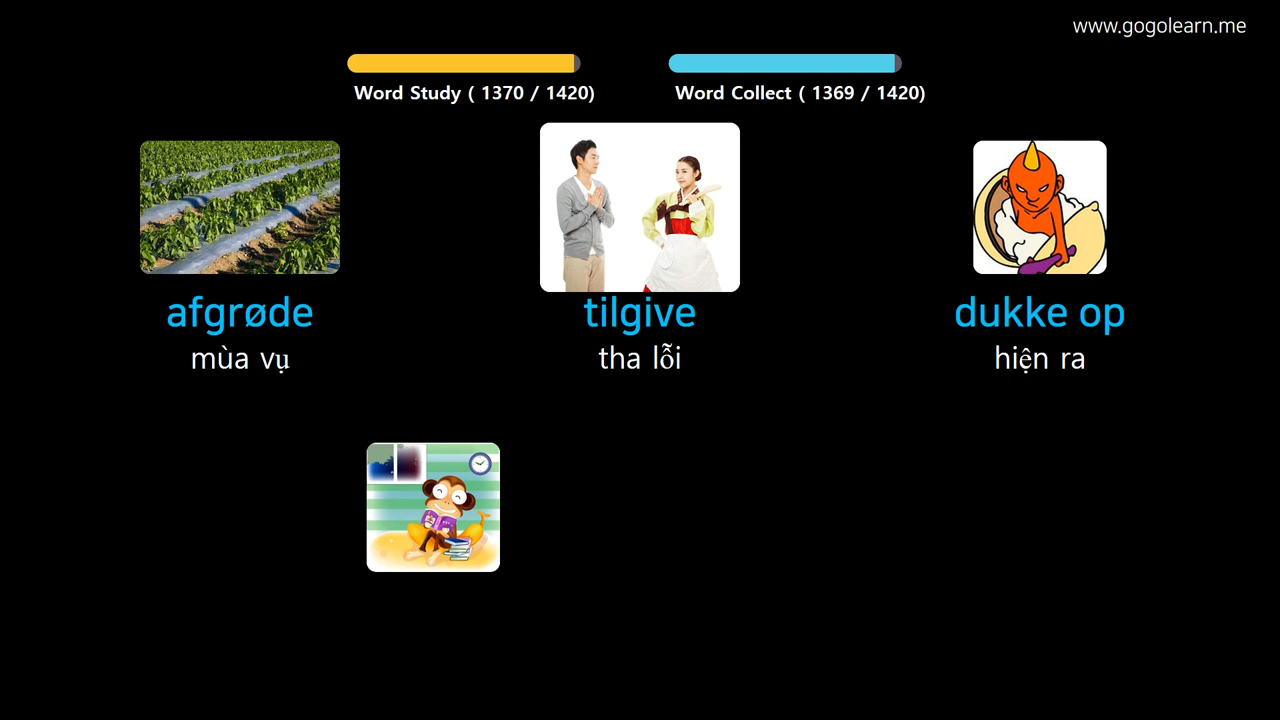 www.gogolearn.me
Word Study ( 1370 / 1420)
Word Collect ( 1369 / 1420)
afgrøde
tilgive
dukke op
mùa vụ
tha lỗi
hiện ra